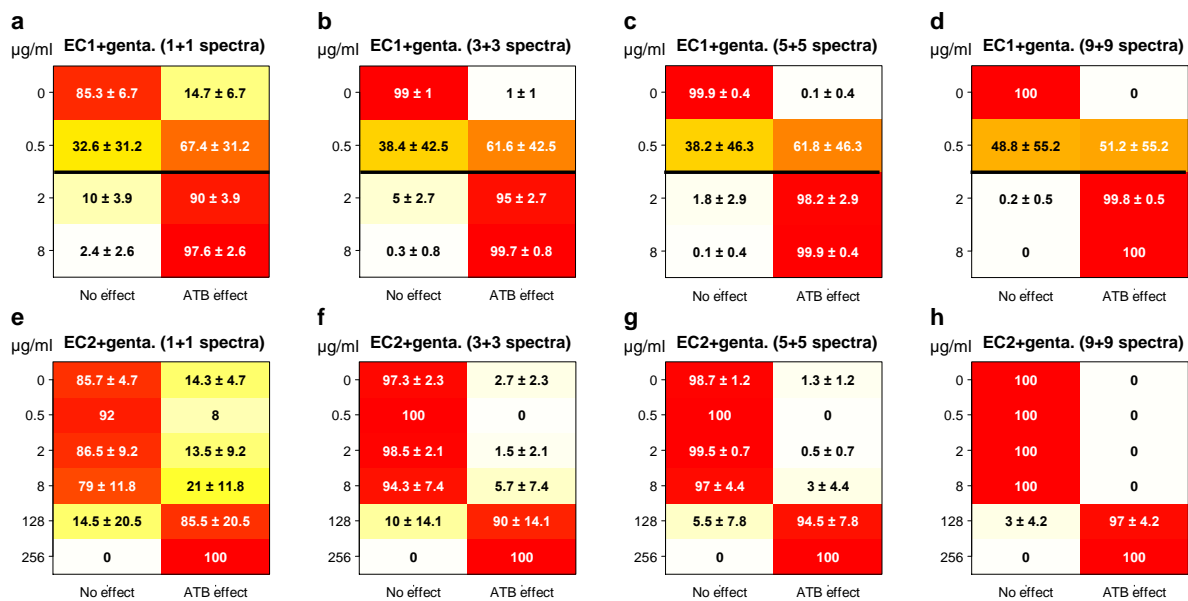 a
EC1+genta. (1+1 spectra)
µg/ml
0 85.3 ± 6.7 14.7 ± 6.7
0.5 32.6 ± 31.2 67.4 ± 31.2
2 10 ± 3.9 90 ± 3.9
8 2.4 ± 2.6 97.6 ± 2.6
No effect ATB effect
b
EC1+genta. (3+3 spectra)
µg/ml
0 99 ± 1 1 ± 1
0.5 38.4 ± 42.5 61.6 ± 42.5
2 5 ± 2.7 95 ± 2.7
8 0.3 ± 0.8 99.7 ± 0.8
No effect ATB effect
c
EC1+genta. (5+5 spectra)
µg/ml
0 99.9 ± 0.4 0.1 ± 0.4
0.5 38.2 ± 46.3 61.8 ± 46.3
2 1.8 ± 2.9 98.2 ± 2.9
8 0.1 ± 0.4 99.9 ± 0.4
No effect ATB effect
d
EC1+genta. (9+9 spectra)
µg/ml
0 100 0
0.5 48.8 ± 55.2 51.2 ± 55.2
2 0.2 ± 0.5 99.8 ± 0.5
8 0 100
No effect ATB effect
e
EC2+genta. (1+1 spectra)
µg/ml
0 85.7 ± 4.7 14.3 ± 4.7
0.5 92 8
2 86.5 ± 9.2 13.5 ± 9.2
8 79 ± 11.8 21 ± 11.8
128 14.5 ± 20.5 85.5 ± 20.5
256 0 100
No effect ATB effect
f
EC2+genta. (3+3 spectra)
µg/ml
0 97.3 ± 2.3 2.7 ± 2.3
0.5 100 0
2 98.5 ± 2.1 1.5 ± 2.1
8 94.3 ± 7.4 5.7 ± 7.4
128 10 ± 14.1 90 ± 14.1
256 0 100
No effect ATB effect
g
EC2+genta. (5+5 spectra)
µg/ml
0 98.7 ± 1.2 1.3 ± 1.2
0.5 100 0
2 99.5 ± 0.7 0.5 ± 0.7
8 97 ± 4.4 3 ± 4.4
128 5.5 ± 7.8 94.5 ± 7.8
256 0 100
No effect ATB effect
h
EC2+genta. (9+9 spectra)
µg/ml
0 100 0
0.5 100 0
2 100 0
8 100 0
128 3 ± 4.2 97 ± 4.2
256 0 100
No effect ATB effect